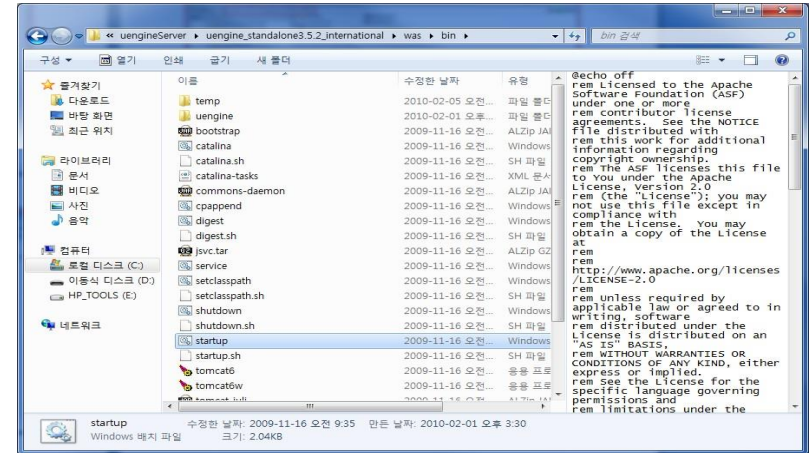 « uengineServer ▸ uengine_standalone3.5.2_international ▸ was ▸ bin ▸
bin 검색
구성 ▾ 열기 인쇄 굽기 새 폴더
즐겨찾기
다운로드
바탕 화면
최근 위치
라이브러리
문서
비디오
사진
음악
컴퓨터
로컬 디스크 (C:)
이동식 디스크 (D:)
HP_TOOLS (E:)
네트워크
이름 수정한 날짜 유형
temp 2010-02-05 오전... 파일 폴더
uengine 2010-02-01 오후... 파일 폴더
bootstrap 2009-11-16 오전... ALZip JAR
catalina 2009-11-16 오전... Windows
catalina.sh 2009-11-16 오전... SH 파일
catalina-tasks 2009-11-16 오전... XML 문서
commons-daemon 2009-11-16 오전... ALZip JAR
cpappend 2009-11-16 오전... Windows
digest 2009-11-16 오전... Windows
digest.sh 2009-11-16 오전... SH 파일
jsvc.tar 2009-11-16 오전... ALZip GZ
service 2009-11-16 오전... Windows
setclasspath 2009-11-16 오전... Windows
setclasspath.sh 2009-11-16 오전... SH 파일
shutdown 2009-11-16 오전... Windows
shutdown.sh 2009-11-16 오전... SH 파일
startup 2009-11-16 오전... Windows
startup.sh 2009-11-16 오전... SH 파일
tomcat6 2009-11-16 오전... 응용 프로
tomcat6w 2009-11-16 오전... 응용 프로
@echo off
rem Licensed to the Apache
Software Foundation (ASF)
under one or more
rem contributor license
agreements. See the NOTICE
file distributed with
rem this work for additional
information regarding
copyright ownership.
rem The ASF licenses this file
to You under the Apache
License, Version 2.0
rem (the "License"); you may
not use this file except in
compliance with
rem the License. You may
obtain a copy of the License
at
rem
rem
http://www.apache.org/licenses
/LICENSE-2.0
rem
rem Unless required by
applicable law or agreed to in
writing, software
rem distributed under the
License is distributed on an
"AS IS" BASIS,
rem WITHOUT WARRANTIES OR
CONDITIONS OF ANY KIND, either
express or implied.
rem See the License for the
specific language governing
permissions and
rem limitations under the
startup 수정한 날짜: 2009-11-16 오전 9:35 만든 날짜: 2010-02-01 오후 3:30
Windows 배치 파일 크기: 2.04KB